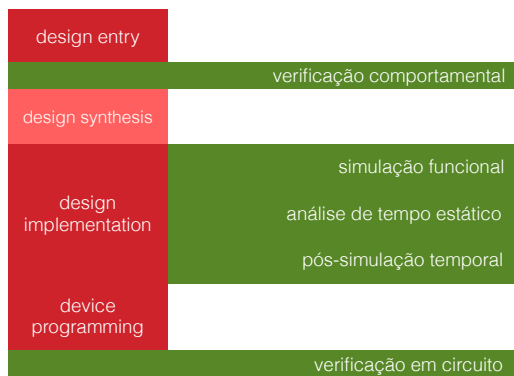 design entry
verificação comportamental
design synthesis
simulação funcional
design
implementation
análise de tempo estático
pós-simulação temporal
device
programming
verificação em circuito